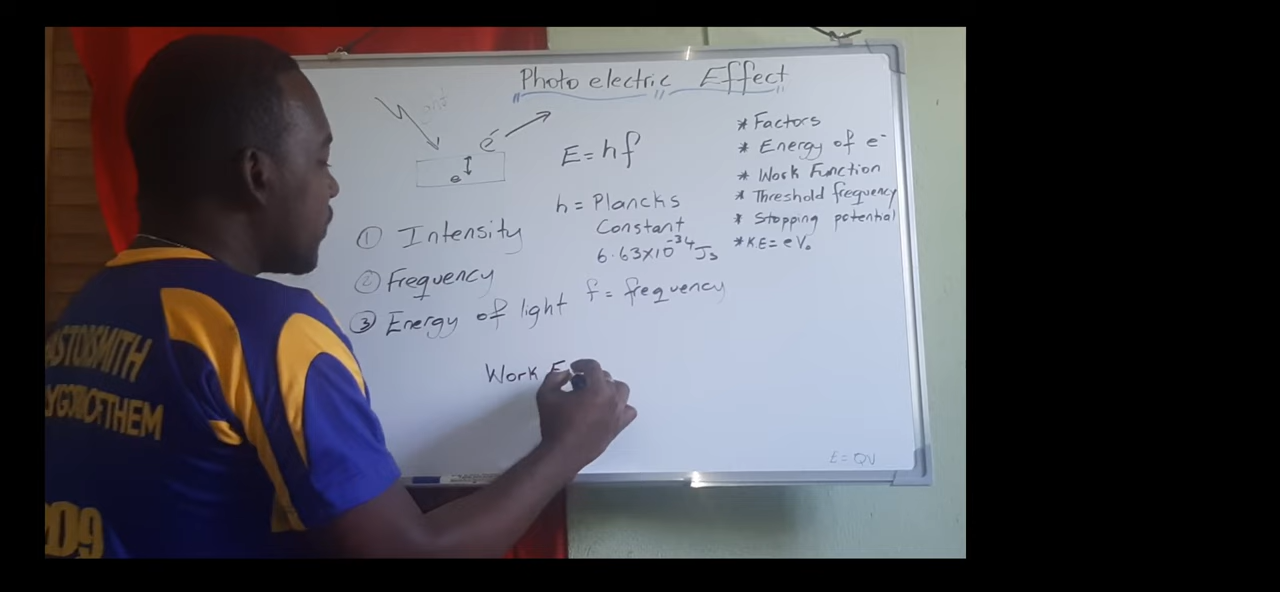 Photo electric Effect
e⁻
e
E = hf
h = Plancks
Constant
6.63x10⁻³⁴Js
f = frequency
① Intensity
② Frequency
③ Energy of light
Work F
* Factors
* Energy of e⁻
* Work Function
* Threshold frequency
* Stopping potential
* K.E = eV₀
E = QV
OFTHEM